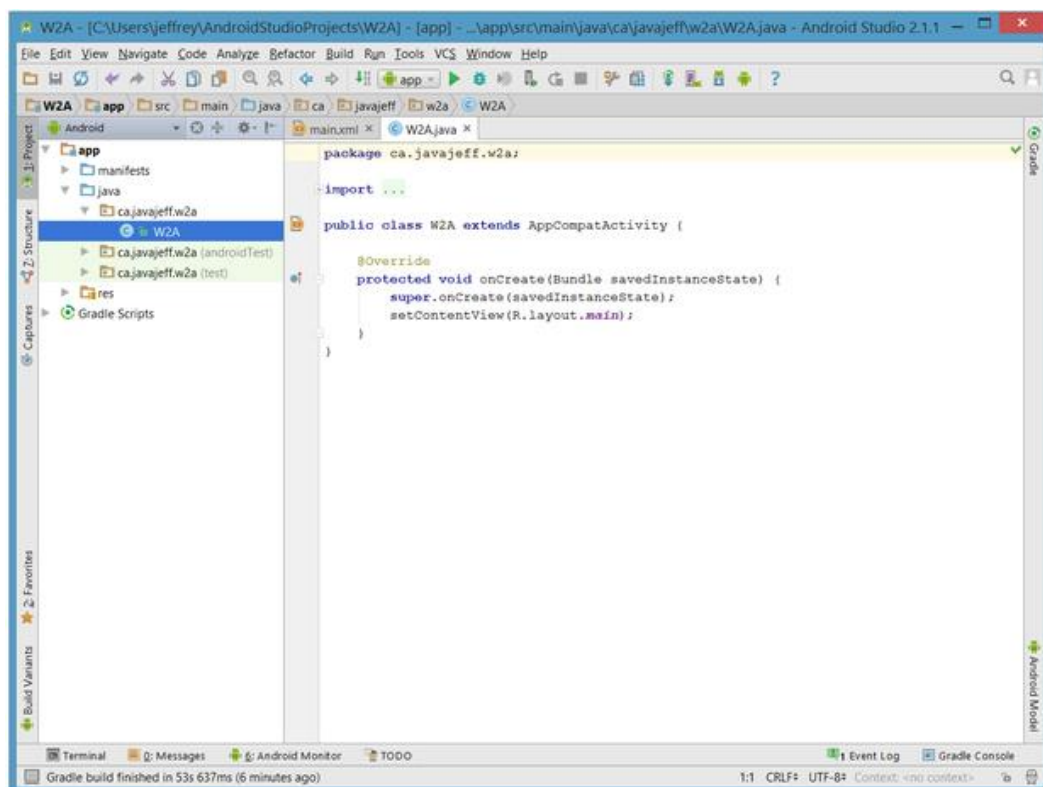 W2A - [C:\Users\jeffrey\AndroidStudioProjects\W2A] - [app] - ...\app\src\main\java\ca\javajeff\w2a\W2A.java - Android Studio 2.1.1
File Edit View Navigate Code Analyze Refactor Build Run Tools VCS Window Help
app
?
W2A app src main java ca javajeff w2a W2A
Android
main.xml × W2A.java ×
1: Project
Z: Structure
Captures
2: Favorites
Build Variants
app
manifests
java
ca.javajeff.w2a
W2A
ca.javajeff.w2a (androidTest)
ca.javajeff.w2a (test)
res
Gradle Scripts
package ca.javajeff.w2a;
import ...
public class W2A extends AppCompatActivity {
@Override
protected void onCreate(Bundle savedInstanceState) {
super.onCreate(savedInstanceState);
setContentView(R.layout.main);
}
}
Gradle
Android Model
Terminal 0: Messages 6: Android Monitor TODO
1 Event Log Gradle Console
Gradle build finished in 53s 637ms (6 minutes ago)
1:1 CRLF UTF-8 Context: <no context>